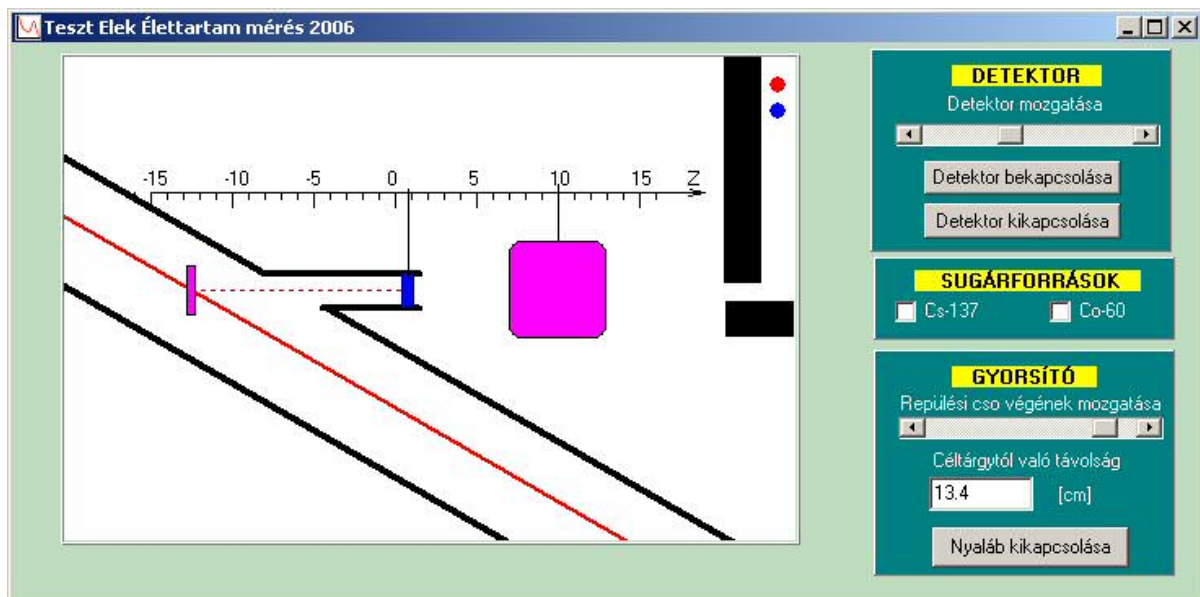 Teszt Elek Élettartam mérés 2006
-15 -10 -5 0 5 10 15 Z
DETEKTOR
Detektor mozgatása
Detektor bekapcsolása
Detektor kikapcsolása
SUGÁRFORRÁSOK
Cs-137 Co-60
GYORSÍTÓ
Repülési cso végének mozgatása
Céltárgytól való távolság
13.4 [cm]
Nyaláb kikapcsolása